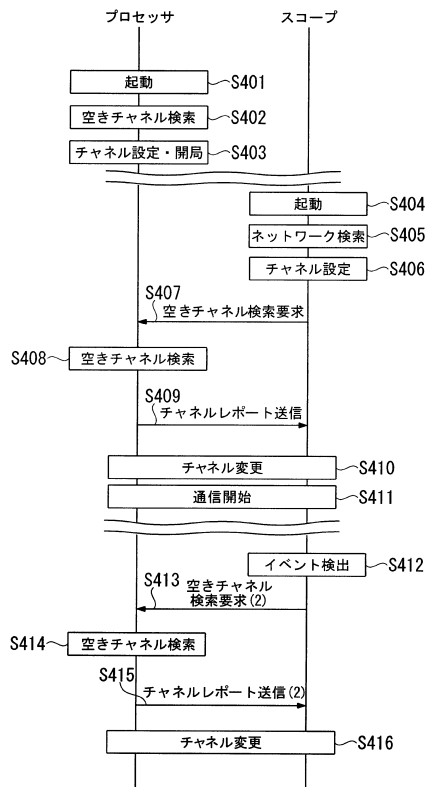 プロセッサ
スコープ
起動
S401
空きチャネル検索
S402
チャネル設定・開局
S403
起動
S404
ネットワーク検索
S405
チャネル設定
S406
S407
空きチャネル検索要求
S408
空きチャネル検索
S409
チャネルレポート送信
チャネル変更
S410
通信開始
S411
イベント検出
S412
S413
空きチャネル
検索要求(2)
S414
空きチャネル検索
S415
チャネルレポート送信(2)
チャネル変更
S416